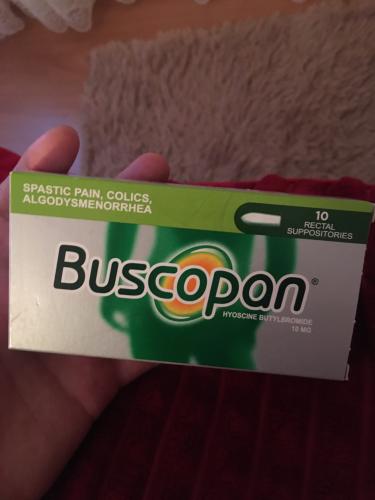 SPASTIC PAIN, COLICS,
ALGODYSMENORRHEA
10
RECTAL
SUPPOSITORIES
Buscopan®
HYOSCINE BUTYLBROMIDE
10 MG